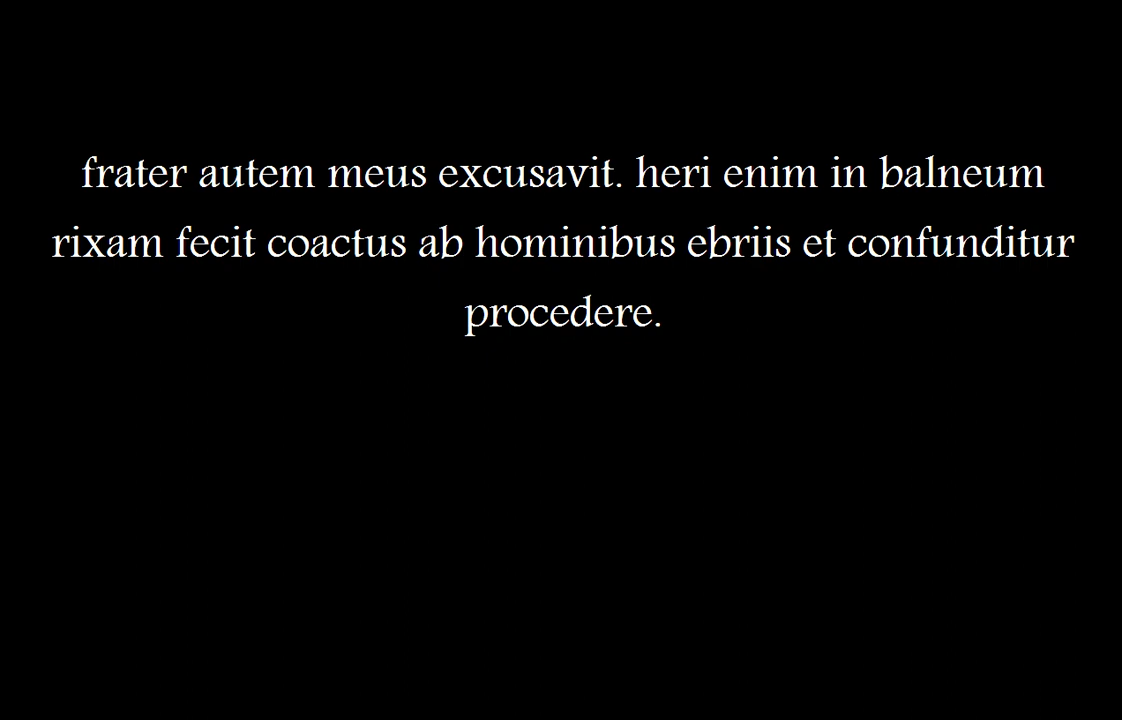 frater autem meus excusavit. heri enim in balneum
rixam fecit coactus ab hominibus ebriis et confunditur
procedere.